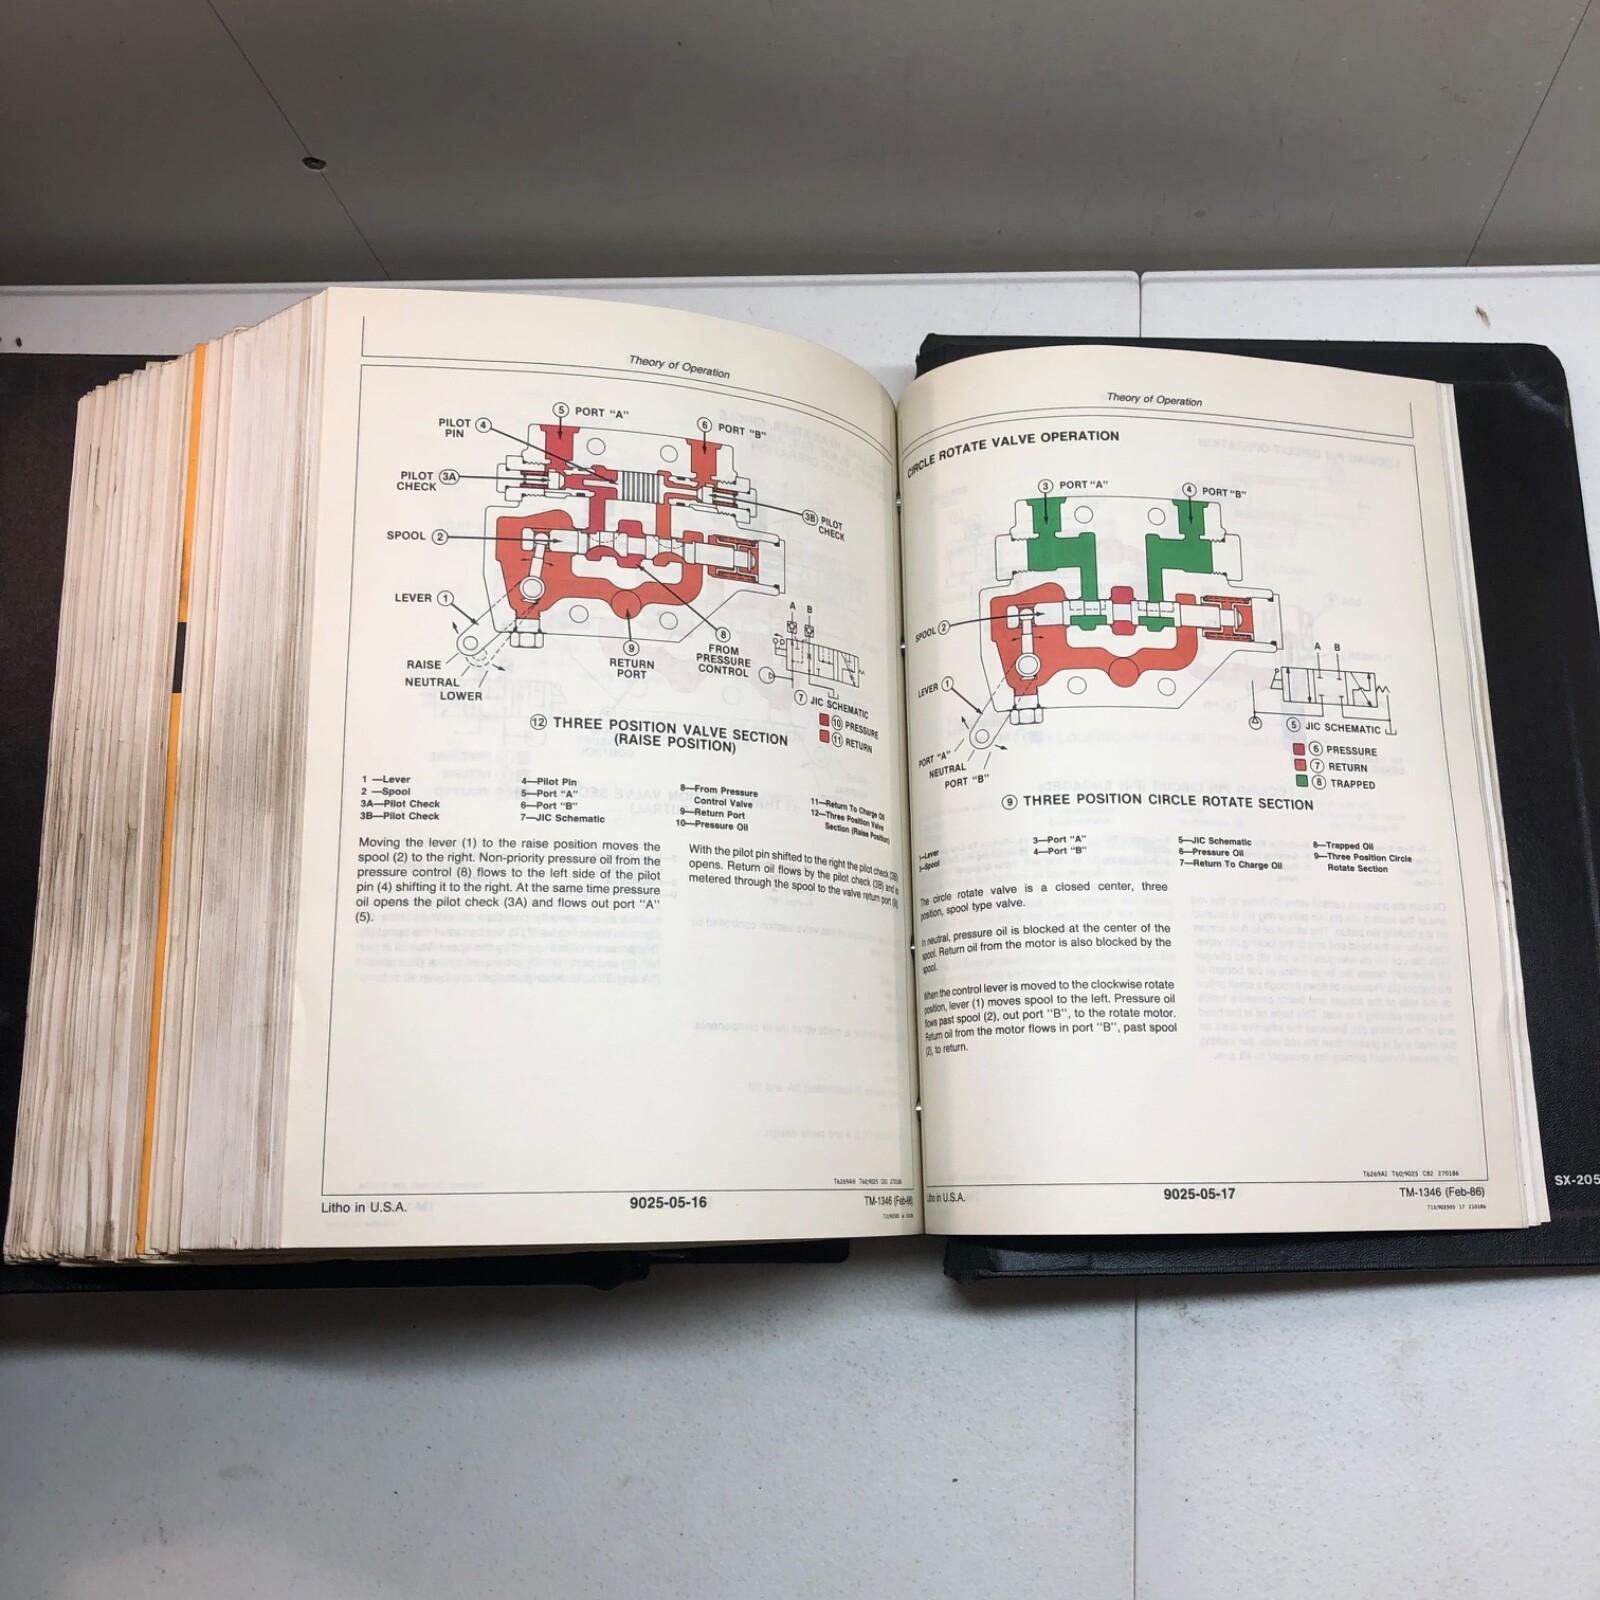 Theory of Operation
5 PORT "A"
6 PORT "B"
PILOT 4
PIN
PILOT 3A
CHECK
3B PILOT
CHECK
SPOOL 2
LEVER 1
RAISE
NEUTRAL
LOWER
9
RETURN
PORT
8
FROM
PRESSURE
CONTROL
A B
7 JIC SCHEMATIC
10 PRESSURE
11 RETURN
12 THREE POSITION VALVE SECTION
(RAISE POSITION)
1 —Lever
2 —Spool
3A—Pilot Check
3B—Pilot Check
4—Pilot Pin
5—Port "A"
6—Port "B"
7—JIC Schematic
8—From Pressure
Control Valve
9—Return Port
10—Pressure Oil
11—Return To Charge Oil
12—Three Position Valve
Section (Raise Position)
Moving the lever (1) to the raise position moves the
spool (2) to the right. Non-priority pressure oil from the
pressure control (8) flows to the left side of the pilot
pin (4) shifting it to the right. At the same time pressure
oil opens the pilot check (3A) and flows out port "A"
(5).
With the pilot pin shifted to the right the pilot check (3B)
opens. Return oil flows by the pilot check (3B) and is
metered through the spool to the valve return port (9).
Litho in U.S.A.
9025-05-16
TM-1346 (Feb-86)
Theory of Operation
CIRCLE ROTATE VALVE OPERATION
3 PORT "A"
4 PORT "B"
SPOOL 2
LEVER 1
PORT "A"
NEUTRAL
PORT "B"
A B
5 JIC SCHEMATIC
6 PRESSURE
7 RETURN
8 TRAPPED
9 THREE POSITION CIRCLE ROTATE SECTION
1—Lever
2—Spool
3—Port "A"
4—Port "B"
5—JIC Schematic
6—Pressure Oil
7—Return To Charge Oil
8—Trapped Oil
9—Three Position Circle
Rotate Section
The circle rotate valve is a closed center, three
position, spool type valve.
In neutral, pressure oil is blocked at the center of the
spool. Return oil from the motor is also blocked by the
spool.
When the control lever is moved to the clockwise rotate
position, lever (1) moves spool to the left. Pressure oil
flows past spool (2), out port "B", to the rotate motor.
Return oil from the motor flows in port "B", past spool
(2), to return.
T6269AI T60;9025 C82 270186
Litho in U.S.A.
9025-05-17
TM-1346 (Feb-86)
SX-205